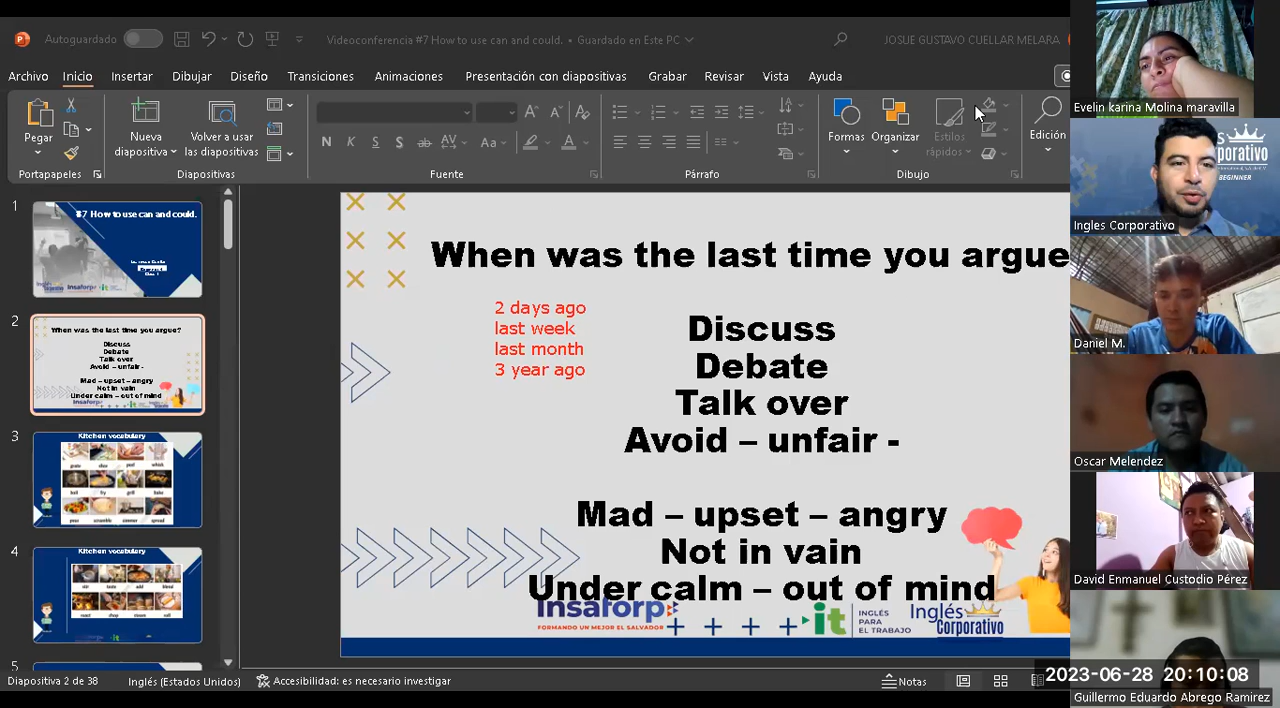 Autoguardado
Videoconferencia #7 How to use can and could. • Guardado en Este PC
JOSUE GUSTAVO CUELLAR MELARA
Archivo Inicio Insertar Dibujar Diseño Transiciones Animaciones Presentación con diapositivas Grabar Revisar Vista Ayuda
Pegar
Nueva diapositiva
Volver a usar las diapositivas
N K S S ab AV Aa A
Formas
Organizar
Estilos rápidos
Edición
Portapapeles
Diapositivas
Fuente
Párrafo
Dibujo
1
#7 How to use can and could.
2
When was the last time you argue?
Discuss
Debate
Talk over
Avoid – unfair -
Mad – upset – angry
Not in vain
Under calm – out of mind
3
Kitchen vocabulary
4
Kitchen vocabulary
5
When was the last time you argue
2 days ago
last week
last month
3 year ago
Discuss
Debate
Talk over
Avoid – unfair -
Mad – upset – angry
Not in vain
Under calm – out of mind
Insaforp
FORMANDO UN MEJOR EL SALVADOR
it
INGLÉS
PARA
EL TRABAJO
Inglés
Corporativo
Evelin karina Molina maravilla
BEGINNER
Ingles Corporativo
Daniel M.
Oscar Melendez
David Enmanuel Custodio Pérez
2023-06-28 20:10:08
Guillermo Eduardo Abrego Ramirez
Diapositiva 2 de 38
Inglés (Estados Unidos)
Accesibilidad: es necesario investigar
Notas